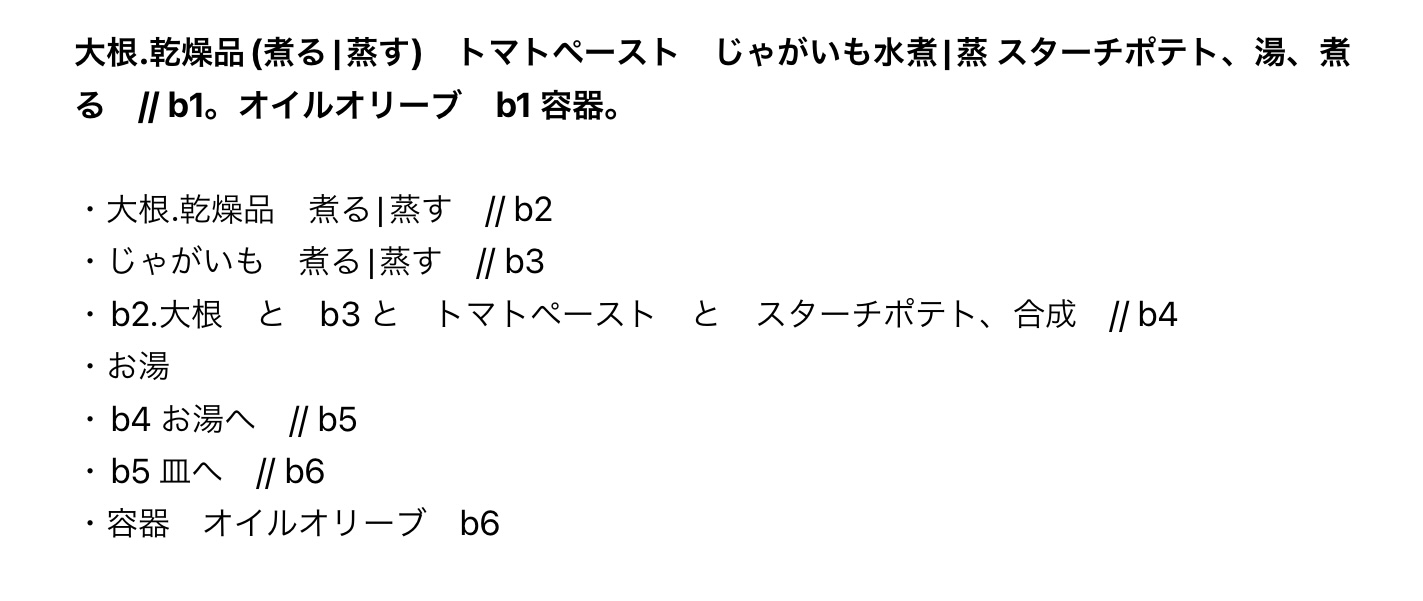 大根.乾燥品 (煮る|蒸す)　トマトペースト　じゃがいも水煮|蒸 スターチポテト、湯、煮
る　// b1。オイルオリーブ　b1 容器。
・大根.乾燥品　煮る|蒸す　// b2
・じゃがいも　煮る|蒸す　// b3
・b2.大根　と　b3 と　トマトペースト　と　スターチポテト、合成　// b4
・お湯
・b4 お湯へ　// b5
・b5 皿へ　// b6
・容器　オイルオリーブ　b6